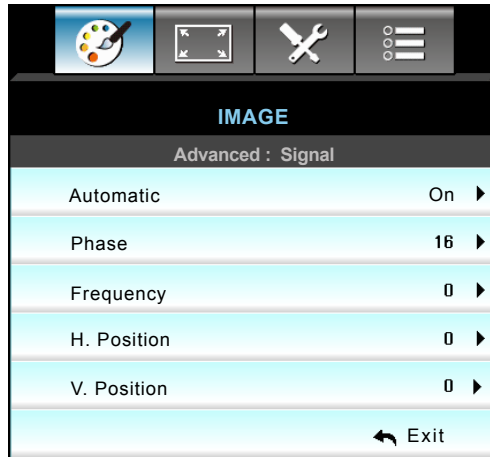 IMAGE
Advanced : Signal
Automatic On
Phase 16
Frequency 0
H. Position 0
V. Position 0
Exit